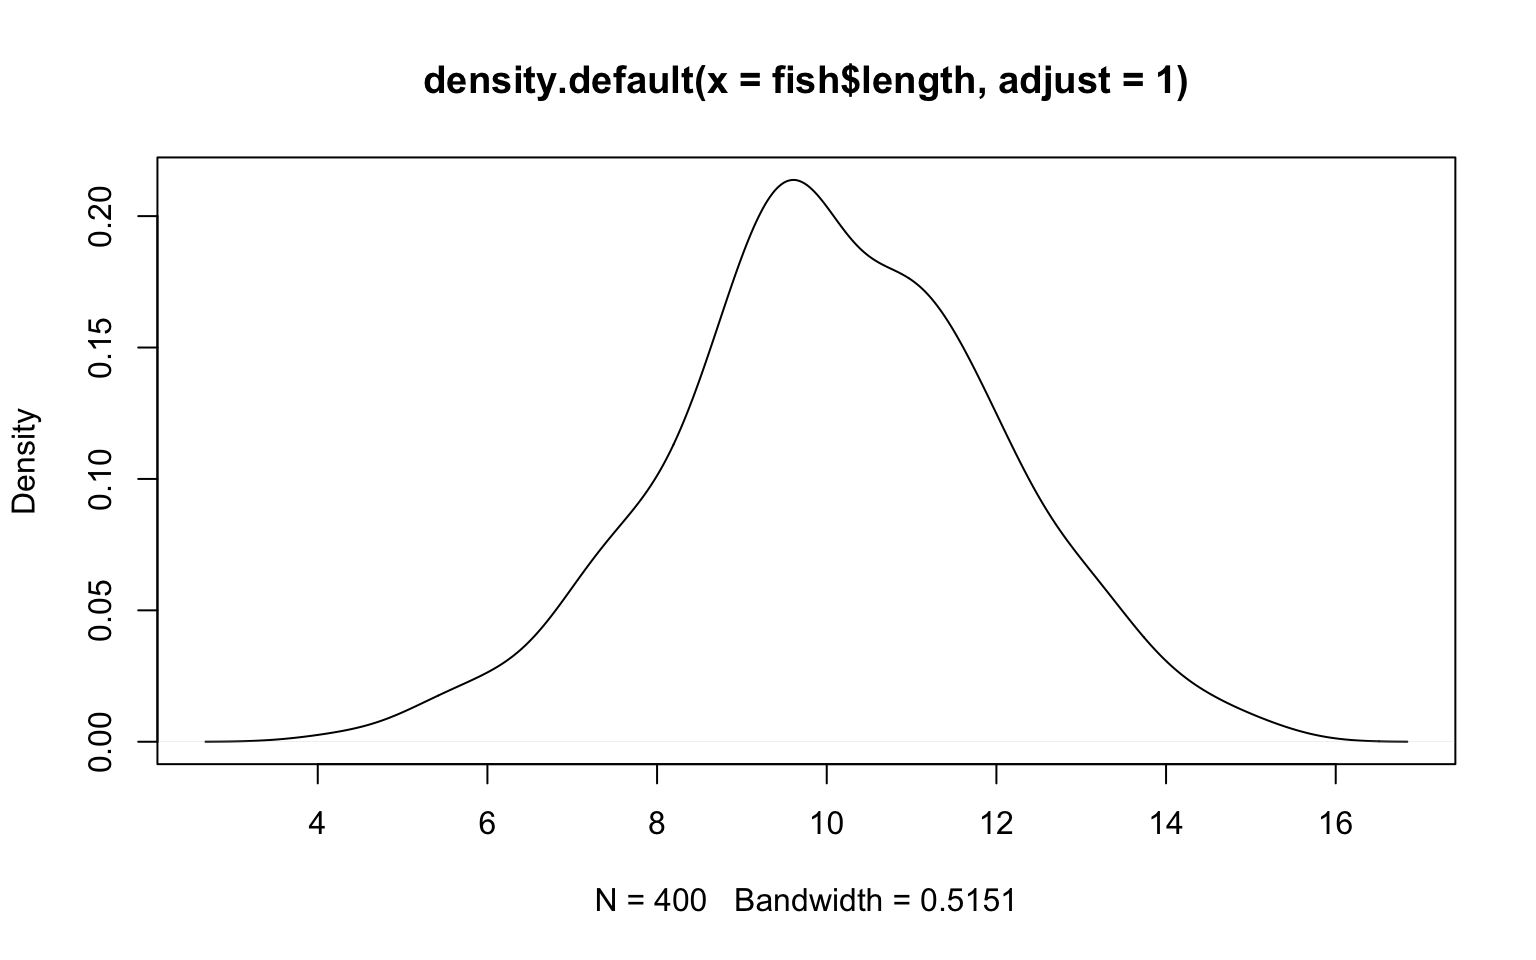 density.default(x = fish$length, adjust = 1)
Density
0.20
0.15
0.10
0.05
0.00
4 6 8 10 12 14 16
N = 400 Bandwidth = 0.5151